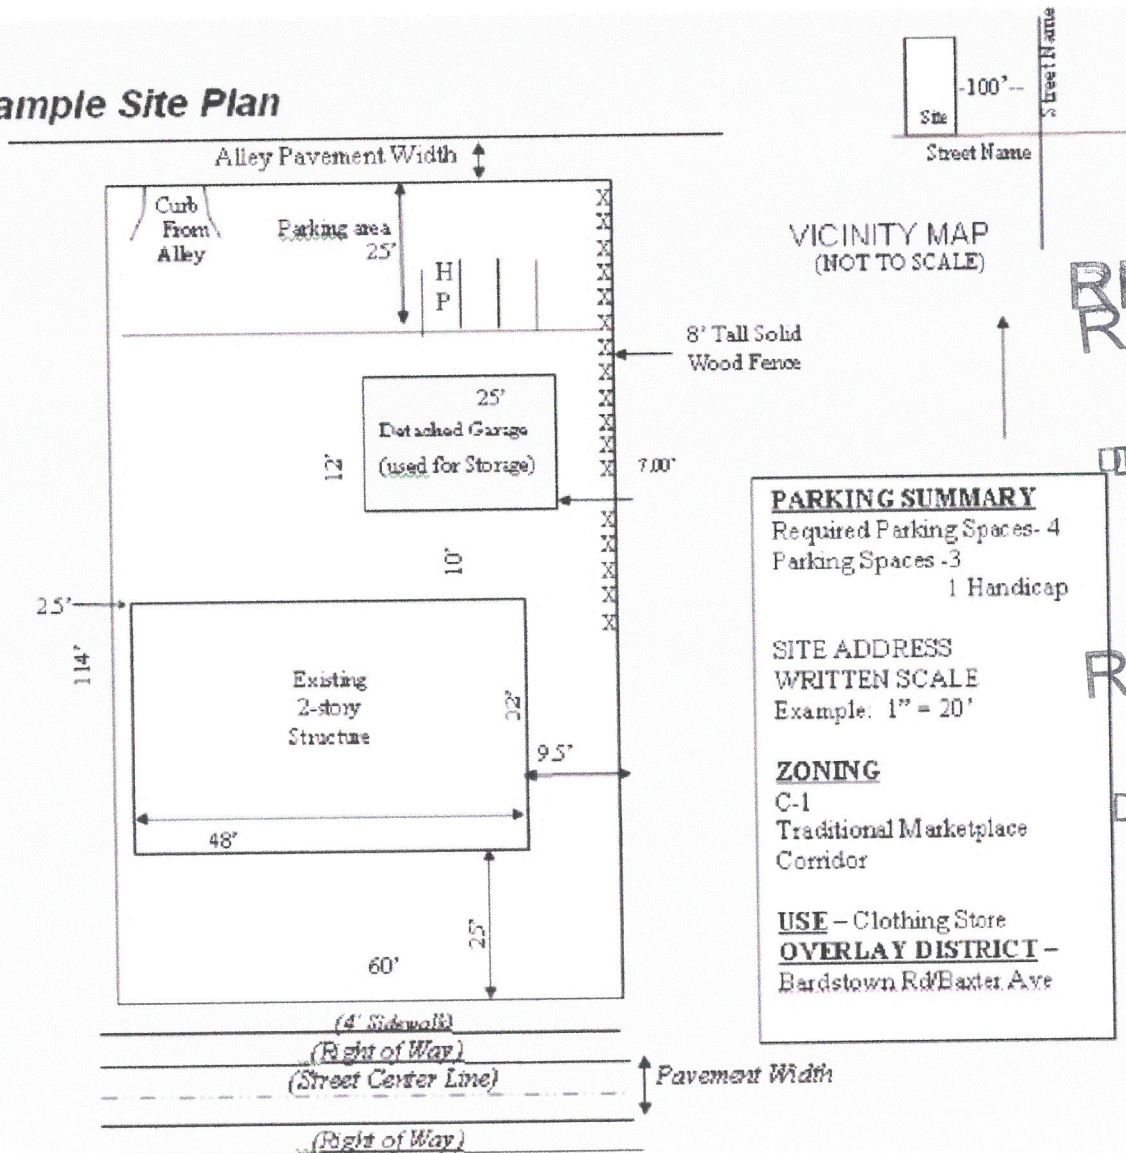 ample Site Plan
Alley Pavement Width
Curb
From
Alley
Parking area
25'
H
P
8' Tall Solid
Wood Fence
25'
Detached Garage
(used for Storage)
12'
7.00'
10'
2.5'
114'
Existing
2-story
Structure
32'
9.5'
48'
25'
60'
(4' Sidewalk)
(Right of Way)
(Street Center Line)
Pavement Width
(Right of Way)
Site
-100'--
Street Name
Street Name
VICINITY MAP
(NOT TO SCALE)
PARKING SUMMARY
Required Parking Spaces- 4
Parking Spaces -3
1 Handicap
SITE ADDRESS
WRITTEN SCALE
Example: 1" = 20'
ZONING
C-1
Traditional Marketplace
Corridor
USE – Clothing Store
OVERLAY DISTRICT –
Bardstown Rd/Baxter Ave